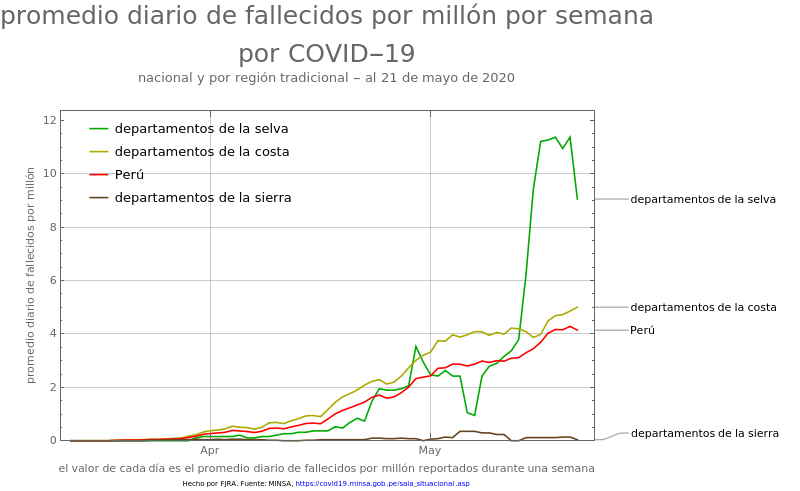 promedio diario de fallecidos por millón por semana
por COVID−19
nacional y por región tradicional − al 21 de mayo de 2020
departamentos de la selva
departamentos de la costa
Perú
departamentos de la sierra
promedio diario de fallecidos por millón
12
10
8
6
4
2
0
Apr
May
departamentos de la selva
departamentos de la costa
Perú
departamentos de la sierra
el valor de cada día es el promedio diario de fallecidos por millón reportados durante una semana
Hecho por FJRA. Fuente: MINSA, https://covid19.minsa.gob.pe/sala_situacional.asp